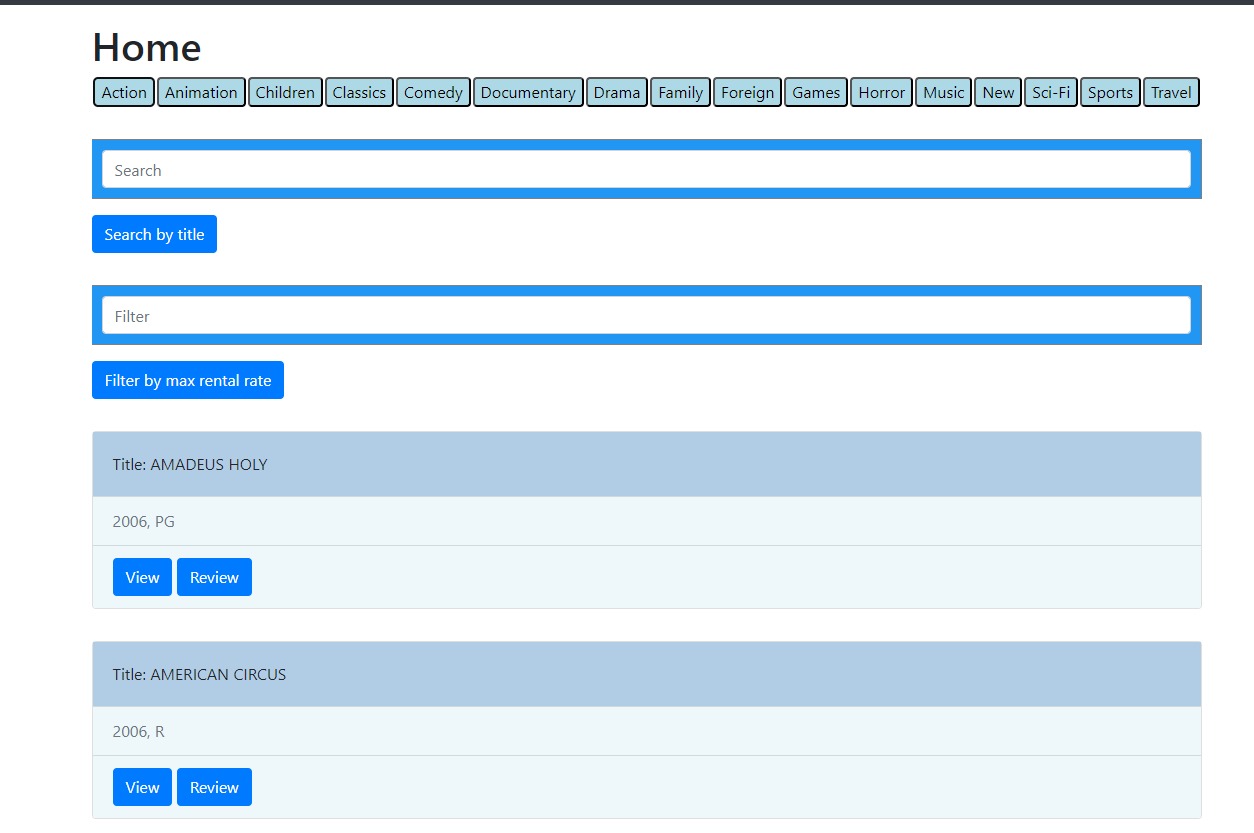 Home
Action Animation Children Classics Comedy Documentary Drama Family Foreign Games Horror Music New Sci-Fi Sports Travel
Search
Search by title
Filter
Filter by max rental rate
Title: AMADEUS HOLY
2006, PG
View Review
Title: AMERICAN CIRCUS
2006, R
View Review